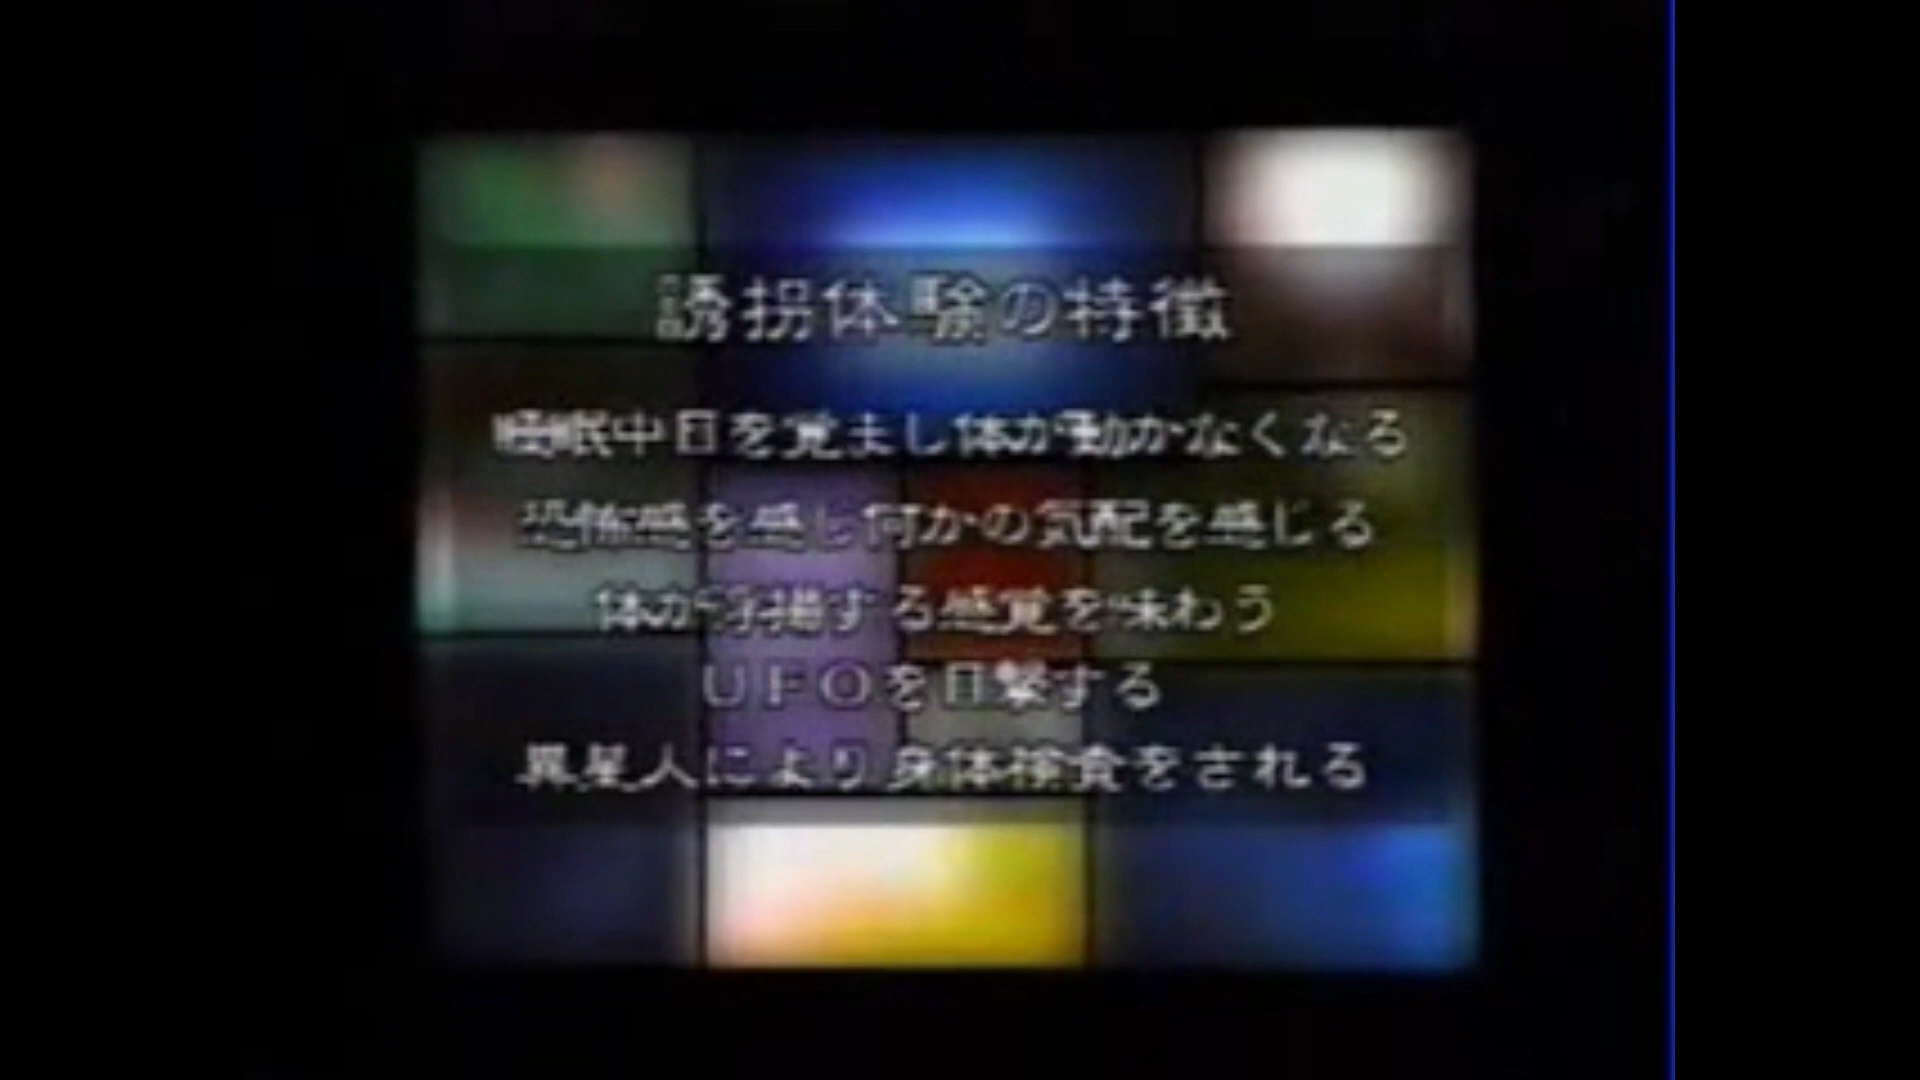 誘拐体験の特徴
睡眠中目を覚まし体が動かなくなる
恐怖感を感じ何かの気配を感じる
体が浮揚する感覚を味わう
UFOを目撃する
異星人により身体検査をされる